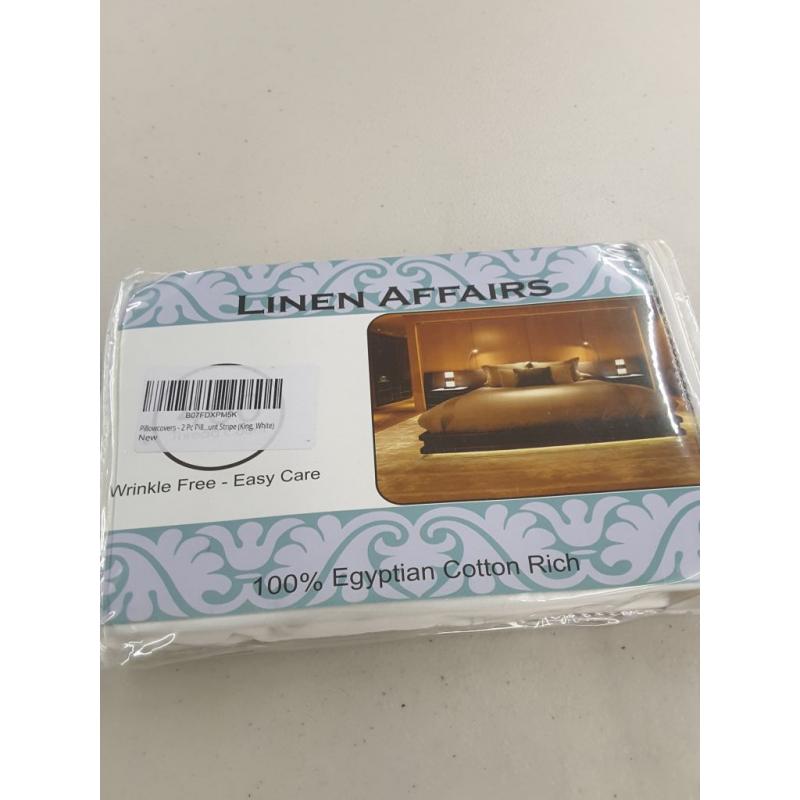 LINEN AFFAIRS
B07FDXPM5K
Pillowcovers - 2 Pc Pill...unt Stripe (King, White)
New
Wrinkle Free - Easy Care
100% Egyptian Cotton Rich